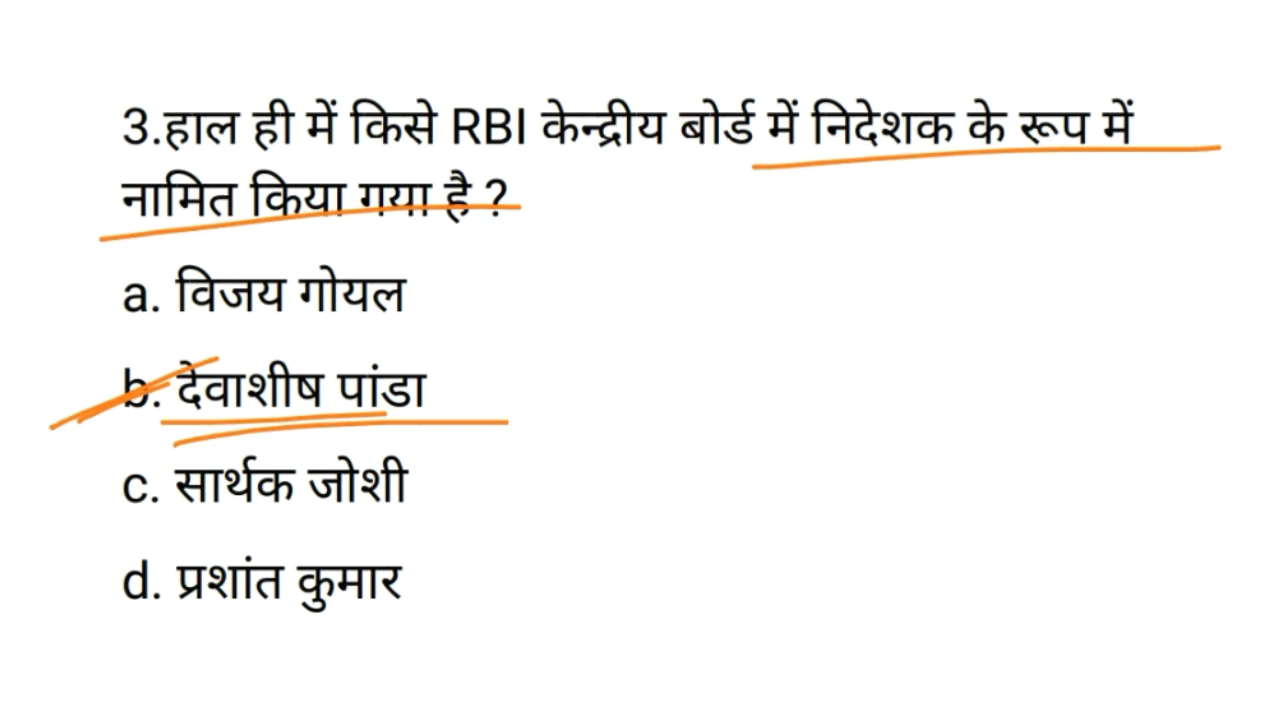 3.हाल ही में किसे RBI केन्द्रीय बोर्ड में निदेशक के रूप में
नामित किया गया है ?
a. विजय गोयल
b. देवाशीष पांडा
c. सार्थक जोशी
d. प्रशांत कुमार